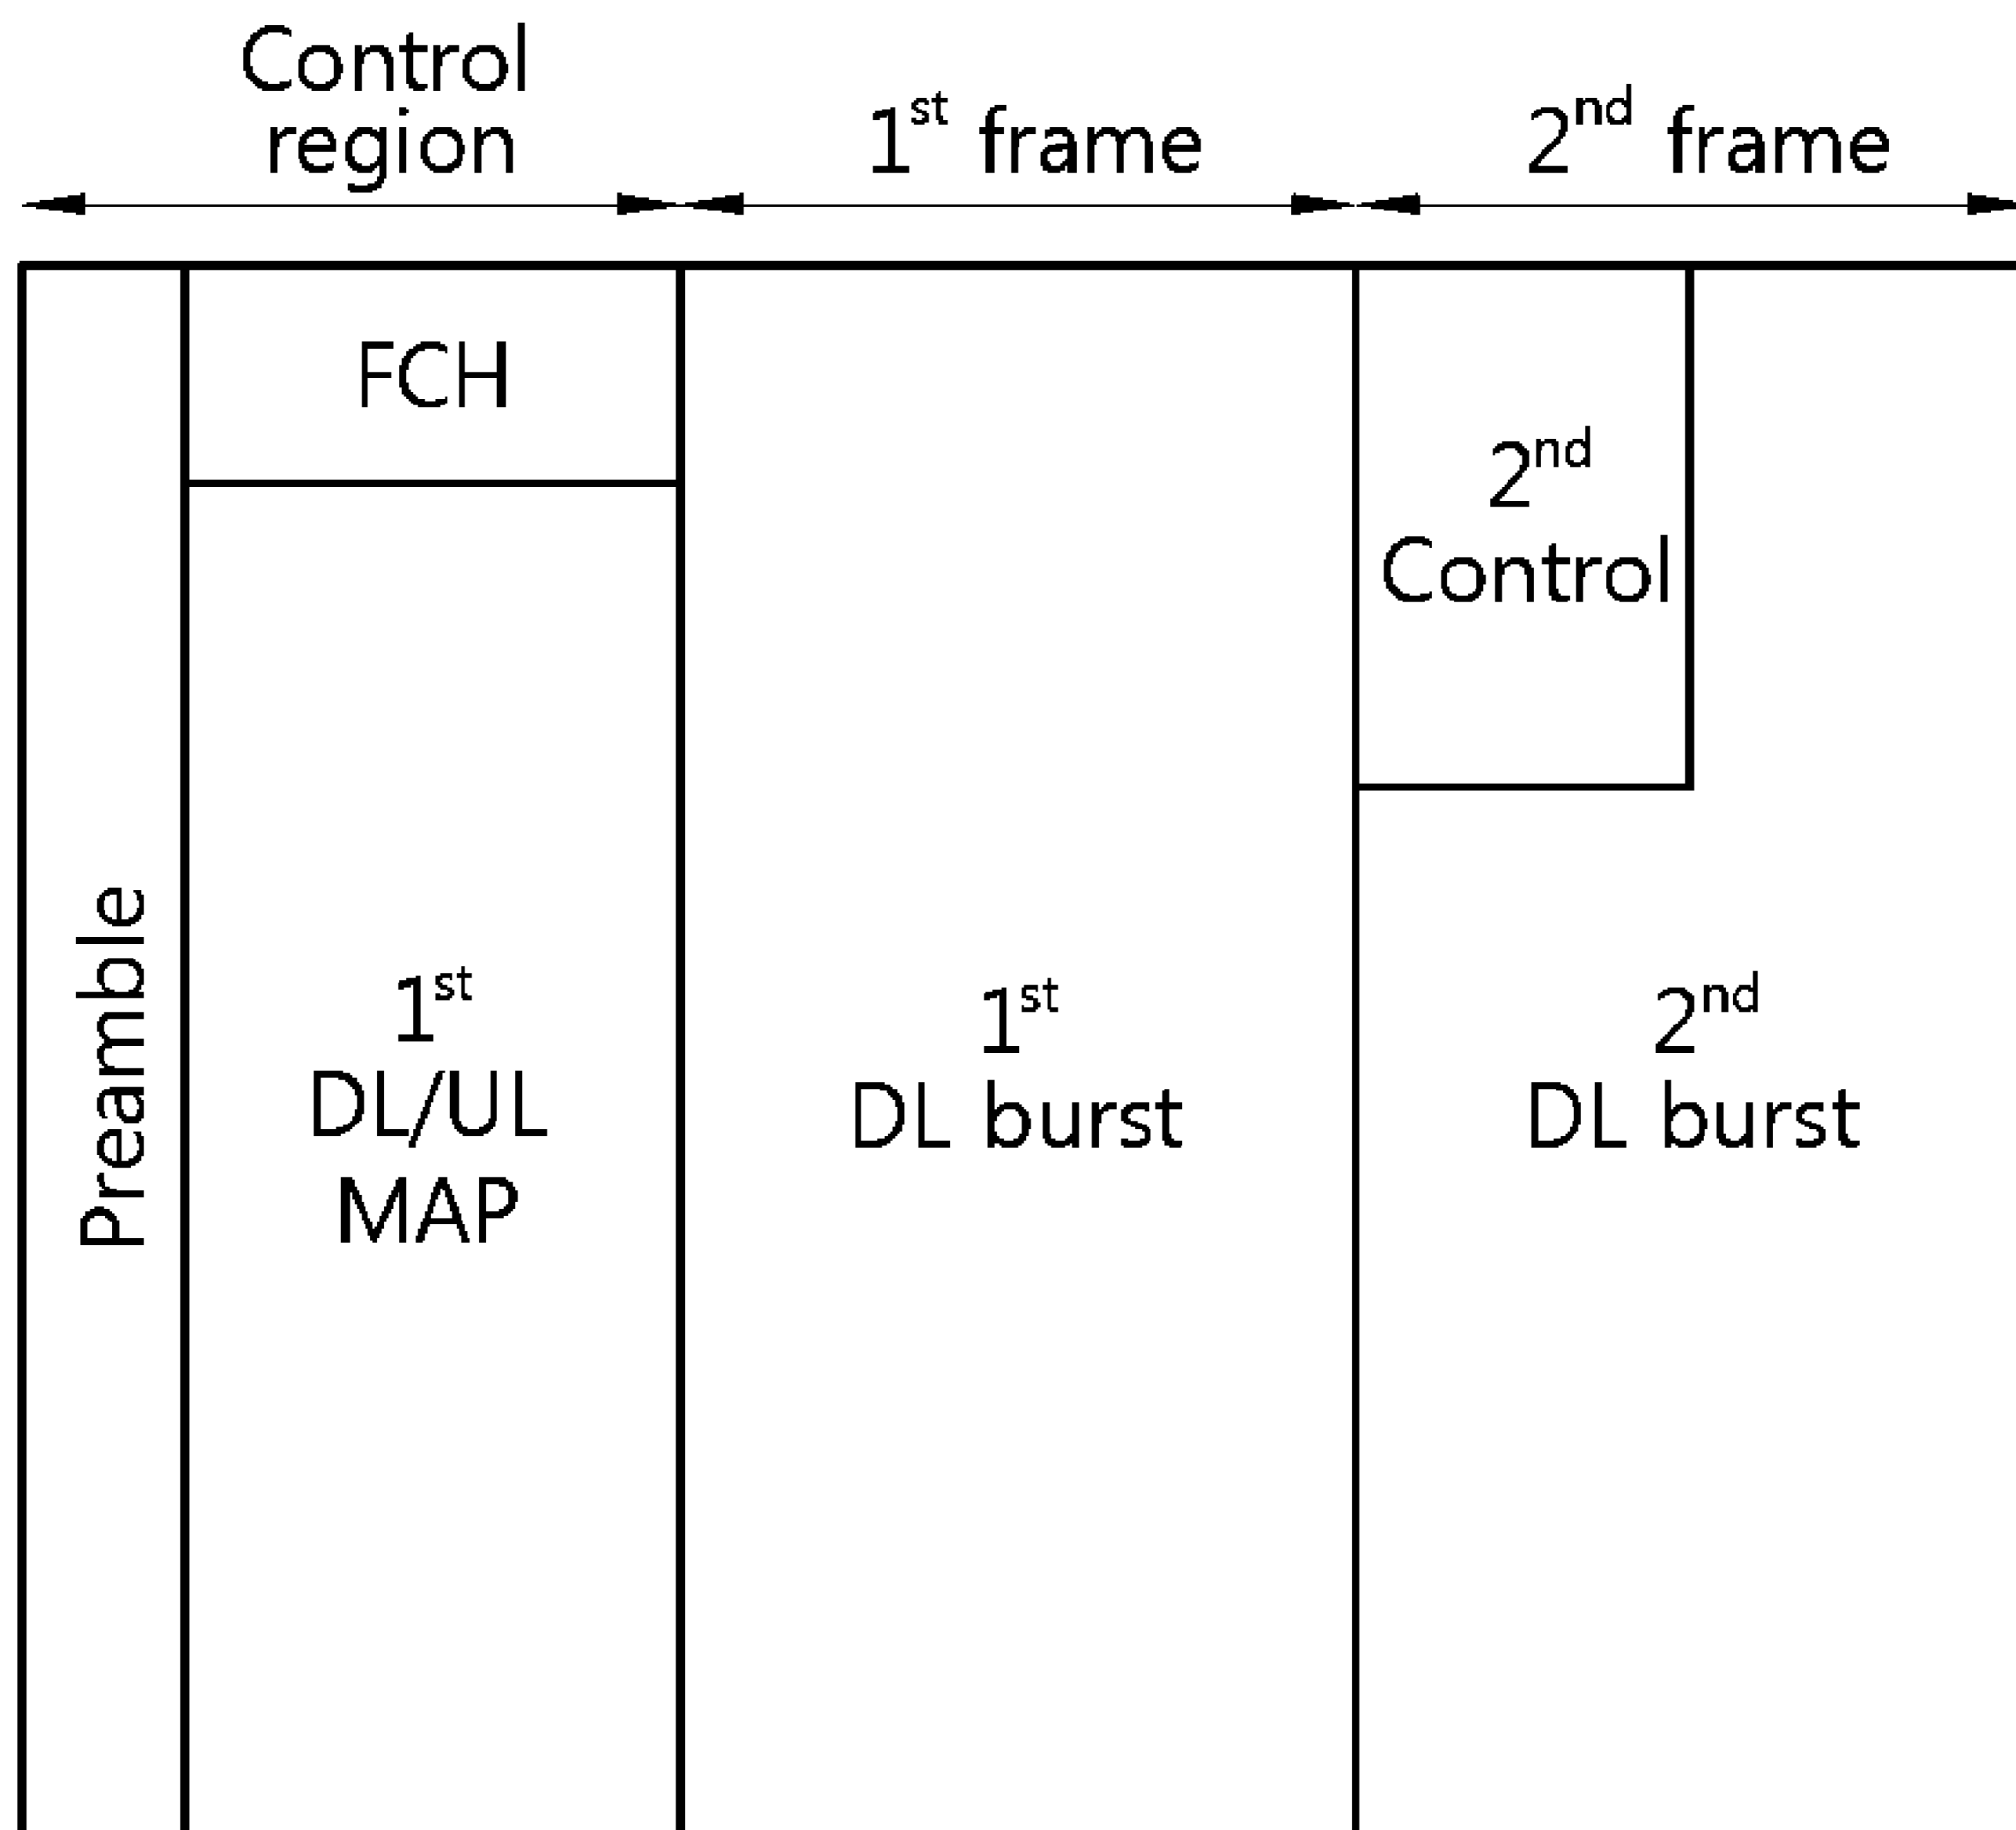 Control
region
1st frame
2nd frame
FCH
2nd
Control
Preamble
1st
DL/UL
MAP
1st
DL burst
2nd
DL burst